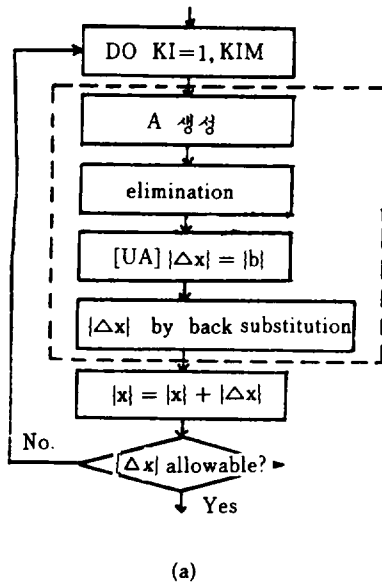 DO KI=1, KIM
A 생성
elimination
[UA] {△x} = {b}
{△x} by back substitution
{x} = {x} + {△x}
No.
{△x} allowable?
Yes
(a)